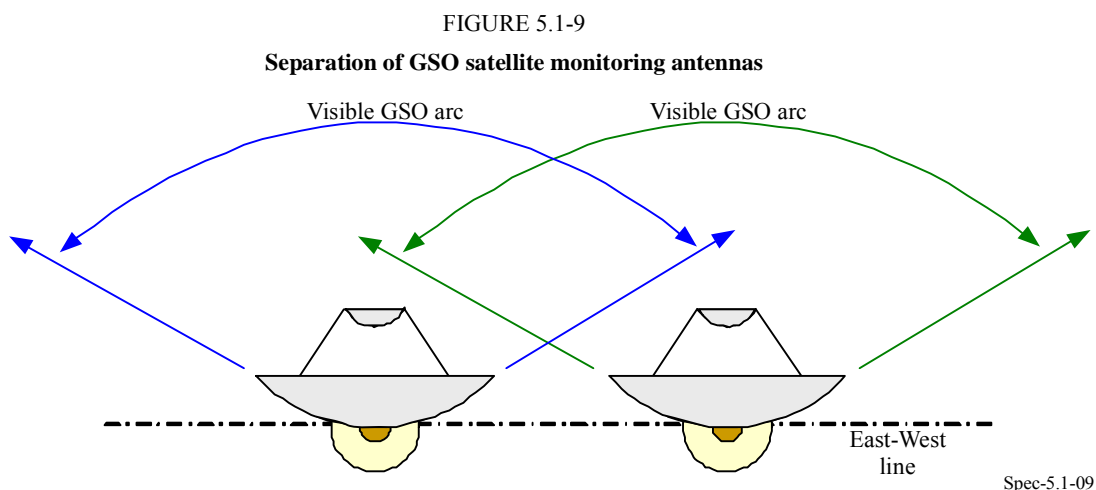 FIGURE 5.1-9
Separation of GSO satellite monitoring antennas
Visible GSO arc
Visible GSO arc
East-West
line
Spec-5.1-09